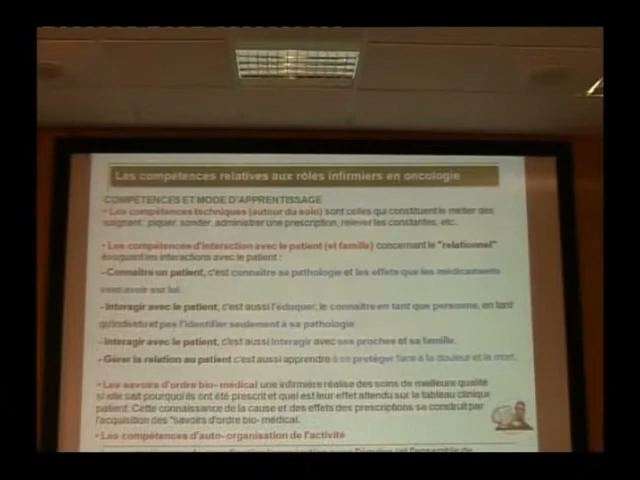 Les compétences relatives aux rôles infirmiers en oncologie
COMPÉTENCES ET MODE D'APPRENTISSAGE
• Les compétences techniques (autour du soin) sont celles qui constituent le métier des
soignant : piquer, sonder, administrer une prescription, relever les constantes, etc.
• Les compétences d'interaction avec le patient (et famille) concernant le "relationnel"
évoquant les interactions avec le patient :
–Connaître un patient, c'est connaître sa pathologie et les effets que les médicaments
vont avoir sur lui.
- Interagir avec le patient, c'est aussi l'éduquer, le connaître en tant que personne, en tant
qu'individu et pas l'identifier seulement à sa pathologie.
- Interagir avec le patient, c'est aussi interagir avec ses proches et sa famille.
- Gérer la relation au patient c'est aussi apprendre à se protéger face à la douleur et la mort.
• Les savoirs d'ordre bio- médical une infirmière réalise des soins de meilleure qualité
si elle sait pourquoi ils ont été prescrit et quel est leur effet attendu sur le tableau clinique
patient. Cette connaissance de la cause et des effets des prescriptions se construit par
l'acquisition des "savoirs d'ordre bio- médical.
• Les compétences d'auto- organisation de l'activité